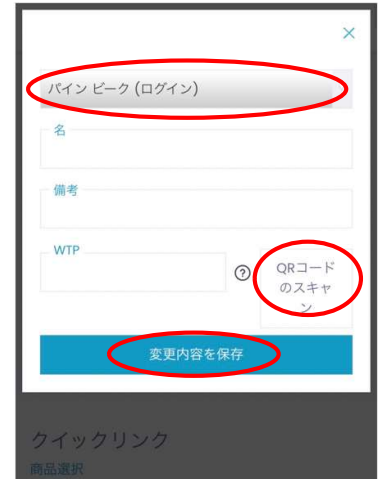 ×
パイン ビーク (ログイン)
名
備考
WTP
?
QRコード
のスキャ
ン
変更内容を保存
クイックリンク
商品選択